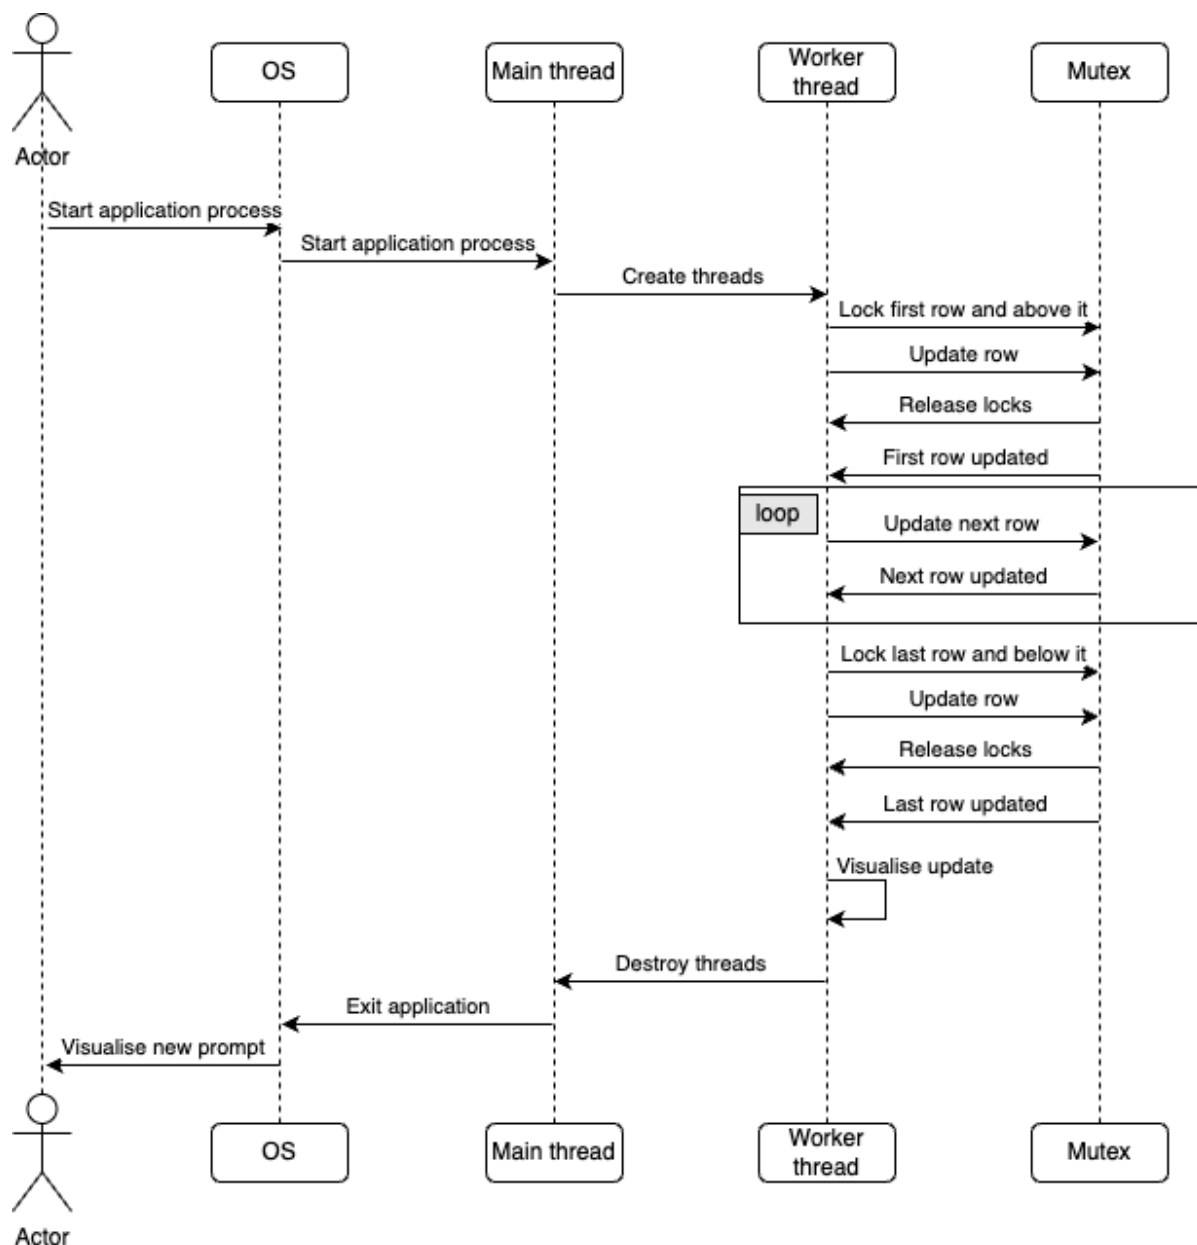 OS
Main thread
Worker
thread
Mutex
Actor
Start application process
Start application process
Create threads
Lock first row and above it
Update row
Release locks
First row updated
loop
Update next row
Next row updated
Lock last row and below it
Update row
Release locks
Last row updated
Visualise update
Destroy threads
Exit application
Visualise new prompt
OS
Main thread
Worker
thread
Mutex
Actor